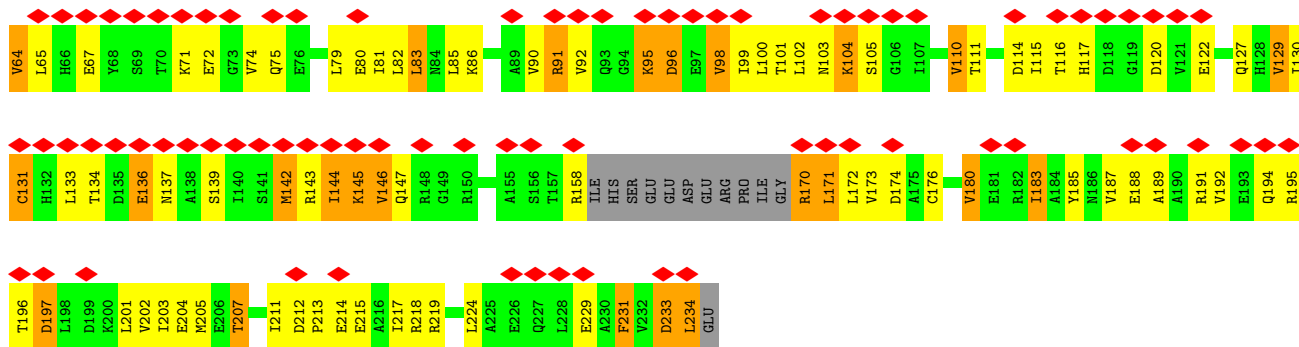 V64 L65 H66 E67 Y68 S69 T70 K71 E72 G73 V74 Q75 E76 L79 E80 I81 L82 L83 N84 L85 K86 A89 V90 R91 V92 Q93 G94 K95 D96 E97 V98 I99 L100 T101 L102 N103 K104 S105 G106 I107 V110 T111 D114 I115 T116 H117 D118 G119 D120 V121 E122 Q127 H128 V129 I130
C131 H132 L133 T134 D135 E136 N137 A138 S139 I140 S141 M142 R143 I144 K145 V146 Q147 R148 G149 R150 A155 S156 T157 R158 ILE HIS SER GLU GLU ASP GLU ARG PRO ILE GLY R170 L171 L172 V173 D174 A175 C176 V180 E181 R182 I183 A184 Y185 N186 V187 E188 A189 A190 R191 V192 E193 Q194 R195
T196 D197 L198 D199 K200 L201 V202 I203 E204 M205 E206 T207 I211 D212 P213 E214 E215 A216 I217 R218 R219 L224 A225 E226 Q227 L228 E229 A230 F231 V232 D233 L234 GLU